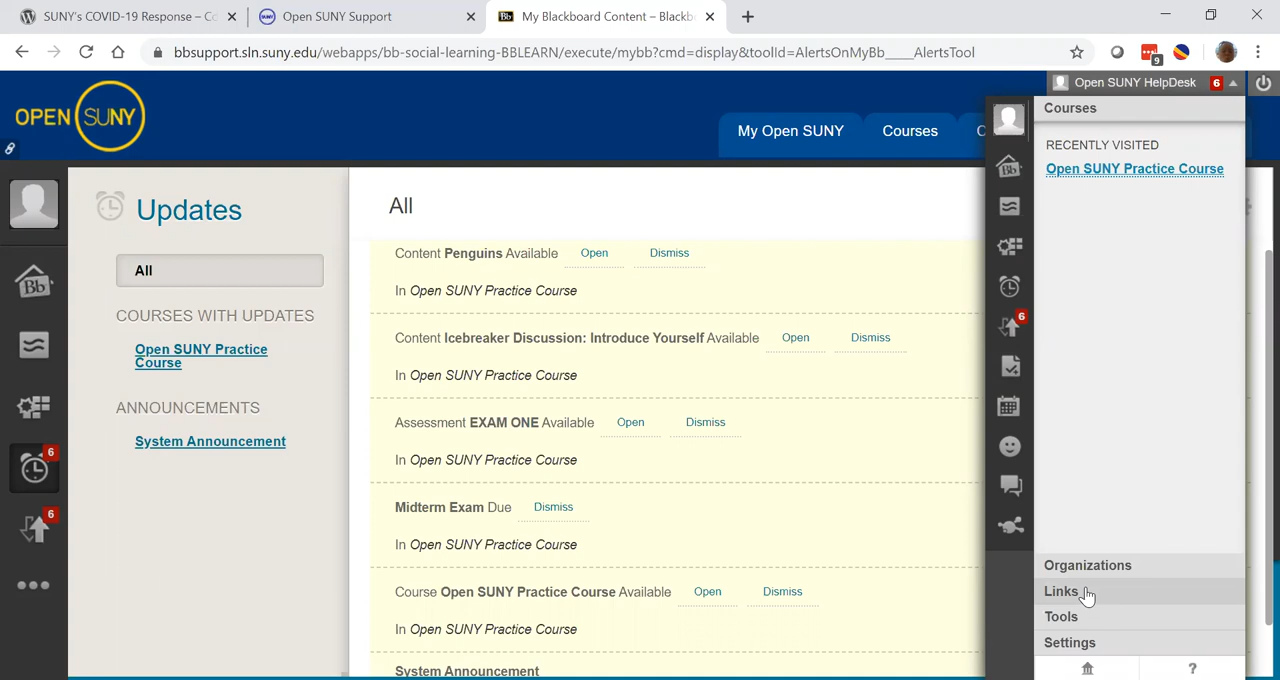 SUNY's COVID-19 Response – Co
Open SUNY Support
My Blackboard Content – Blackb
bbsupport.sln.suny.edu/webapps/bb-social-learning-BBLEARN/execute/mybb?cmd=display&toolId=AlertsOnMyBb____AlertsTool
9
OPEN SUNY
My Open SUNY
Courses
C
Open SUNY HelpDesk
6
Courses
RECENTLY VISITED
Open SUNY Practice Course
Bb
6
Organizations
Links
Tools
Settings
?
Bb
6
6
Updates
All
COURSES WITH UPDATES
Open SUNY Practice
Course
ANNOUNCEMENTS
System Announcement
All
Content Penguins Available Open Dismiss
In Open SUNY Practice Course
Content Icebreaker Discussion: Introduce Yourself Available Open Dismiss
In Open SUNY Practice Course
Assessment EXAM ONE Available Open Dismiss
In Open SUNY Practice Course
Midterm Exam Due Dismiss
In Open SUNY Practice Course
Course Open SUNY Practice Course Available Open Dismiss
In Open SUNY Practice Course
System Announcement